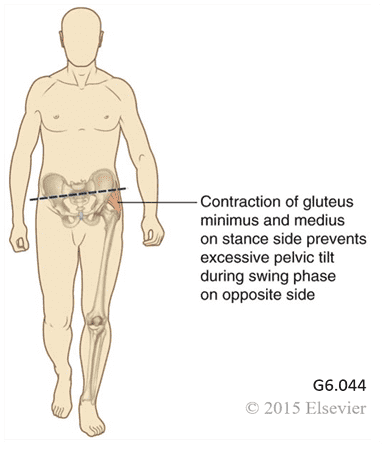 Contraction of gluteus
minimus and medius
on stance side prevents
excessive pelvic tilt
during swing phase
on opposite side
G6.044
© 2015 Elsevier